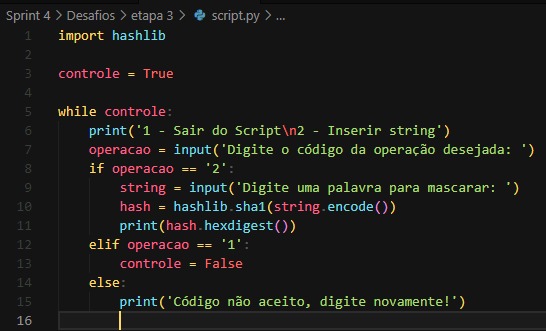 Sprint 4 > Desafios > etapa 3 > script.py > ...
1 import hashlib
2
3 controle = True
4
5 while controle:
6     print('1 - Sair do Script\n2 - Inserir string')
7     operacao = input('Digite o código da operação desejada: ')
8     if operacao == '2':
9         string = input('Digite uma palavra para mascarar: ')
10         hash = hashlib.sha1(string.encode())
11         print(hash.hexdigest())
12     elif operacao == '1':
13         controle = False
14     else:
15         print('Código não aceito, digite novamente!')
16